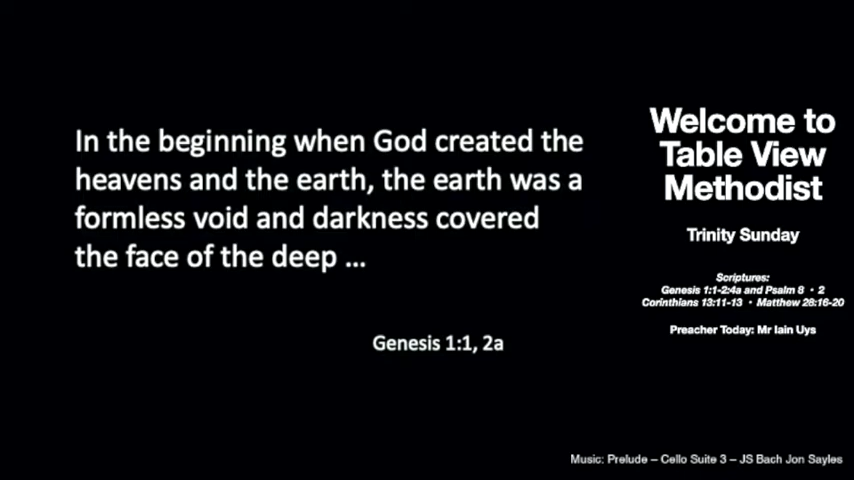 In the beginning when God created the
heavens and the earth, the earth was a
formless void and darkness covered
the face of the deep ...
Genesis 1:1, 2a
Welcome to
Table View
Methodist
Trinity Sunday
Scriptures:
Genesis 1:1-2:4a and Psalm 8 • 2
Corinthians 13:11-13 • Matthew 28:16-20
Preacher Today: Mr Iain Uys
Music: Prelude – Cello Suite 3 – JS Bach Jon Sayles